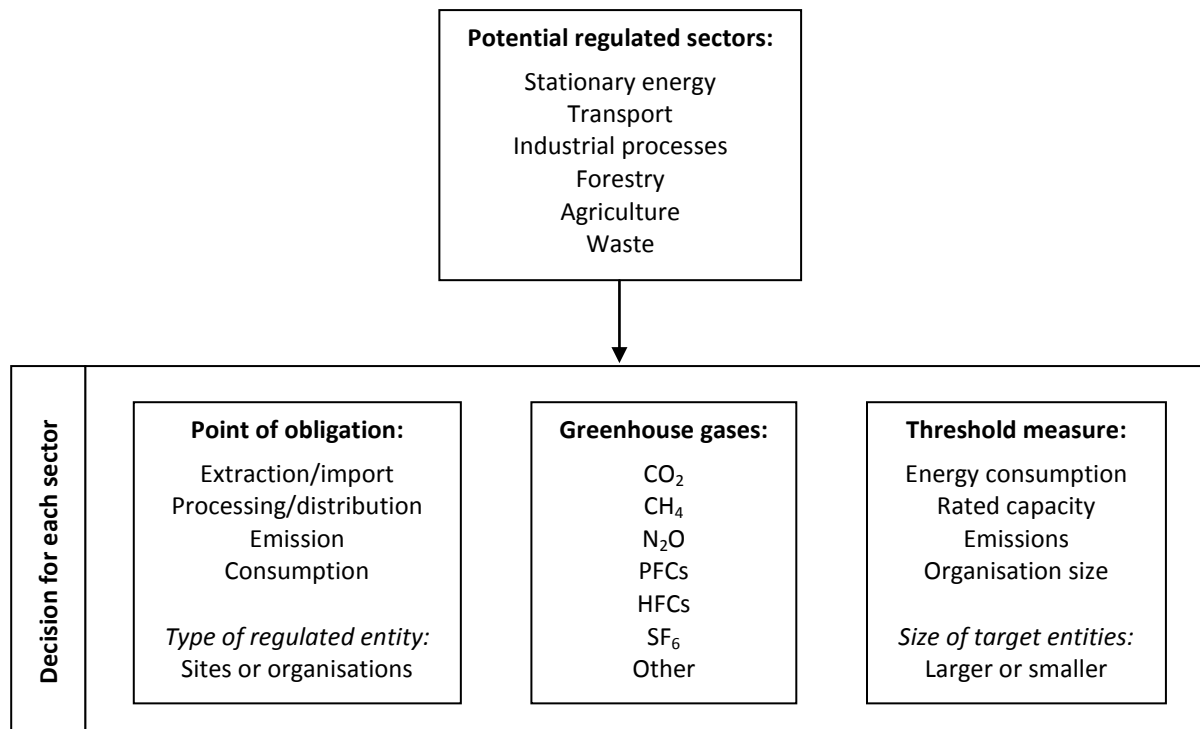 Potential regulated sectors:
Stationary energy
Transport
Industrial processes
Forestry
Agriculture
Waste
Decision for each sector
Point of obligation:
Extraction/import
Processing/distribution
Emission
Consumption
Type of regulated entity:
Sites or organisations
Greenhouse gases:
CO₂
CH₄
N₂O
PFCs
HFCs
SF₆
Other
Threshold measure:
Energy consumption
Rated capacity
Emissions
Organisation size
Size of target entities:
Larger or smaller